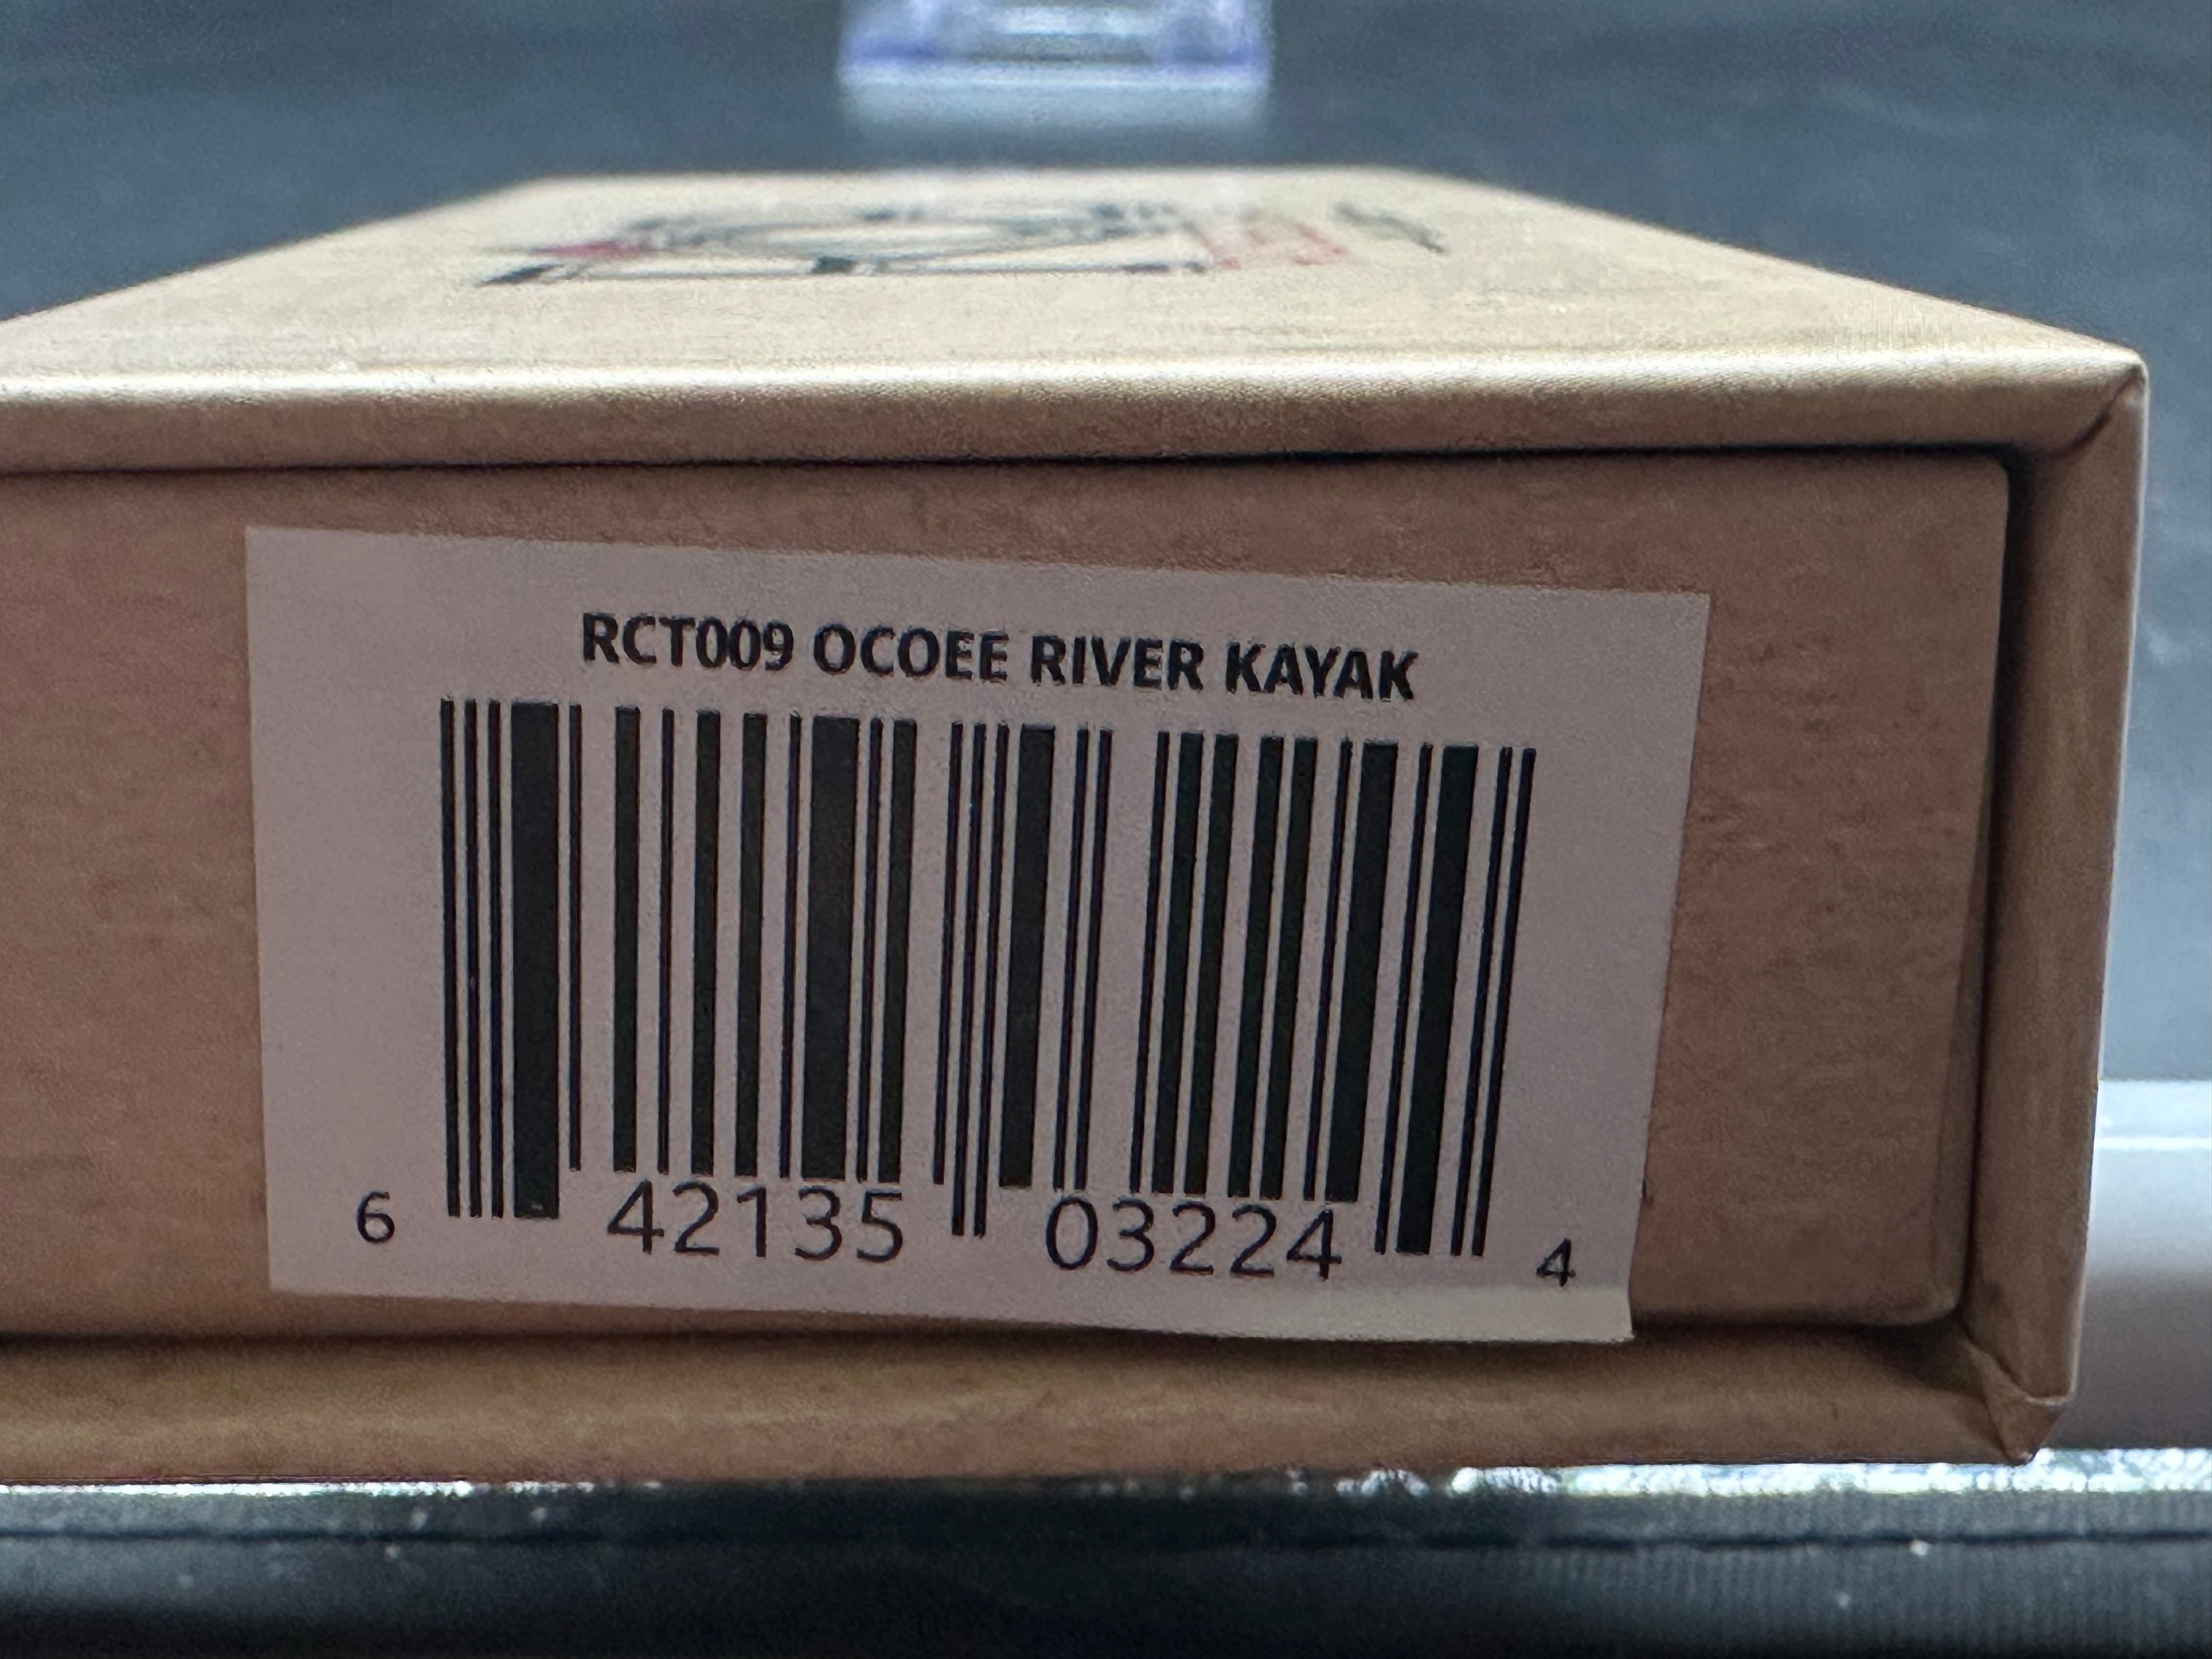 RCT009 OCOEE RIVER KAYAK
6 42135 03224 4